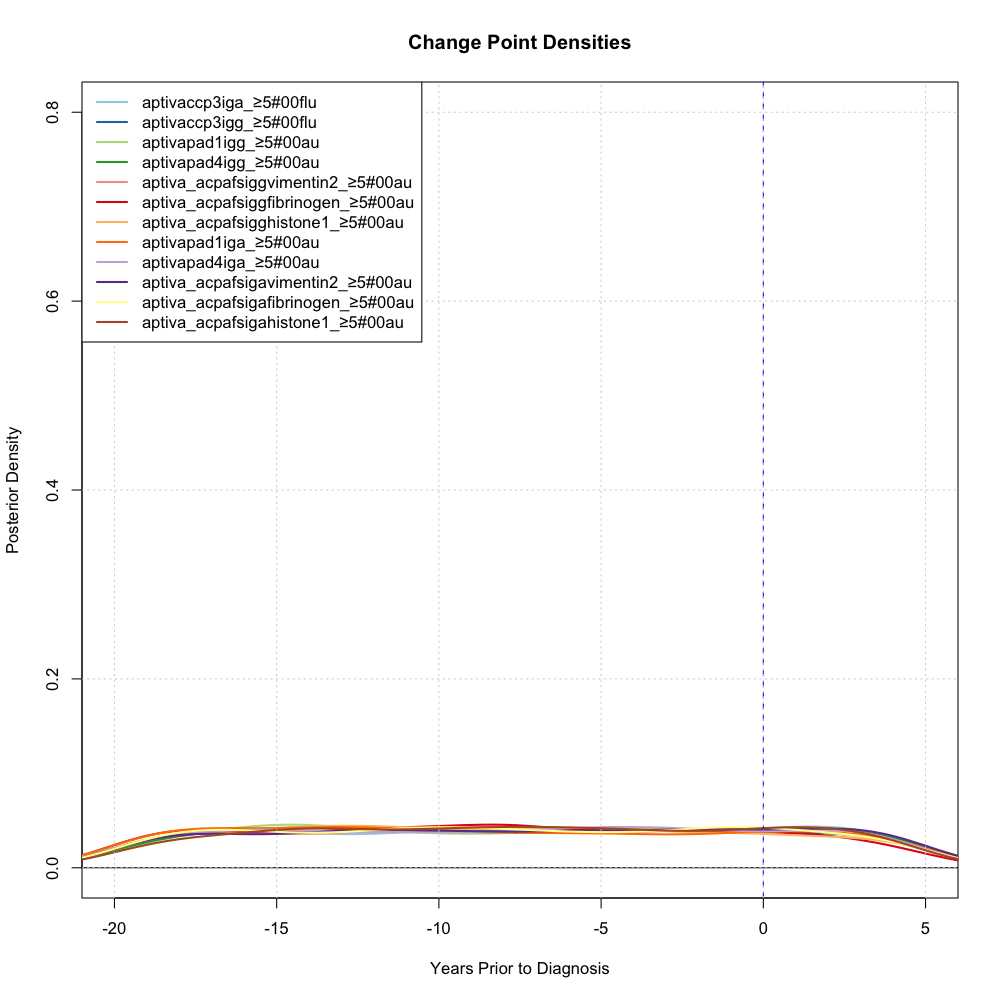 Change Point Densities
aptivaccp3iga_≥5#00flu
aptivaccp3igg_≥5#00flu
aptivapad1igg_≥5#00au
aptivapad4igg_≥5#00au
aptiva_acpafsiggvimentin2_≥5#00au
aptiva_acpafsiggfibrinogen_≥5#00au
aptiva_acpafsigghistone1_≥5#00au
aptivapad1iga_≥5#00au
aptivapad4iga_≥5#00au
aptiva_acpafsigavimentin2_≥5#00au
aptiva_acpafsigafibrinogen_≥5#00au
aptiva_acpafsigahistone1_≥5#00au
Posterior Density
0.8
0.6
0.4
0.2
0.0
-20 -15 -10 -5 0 5
Years Prior to Diagnosis